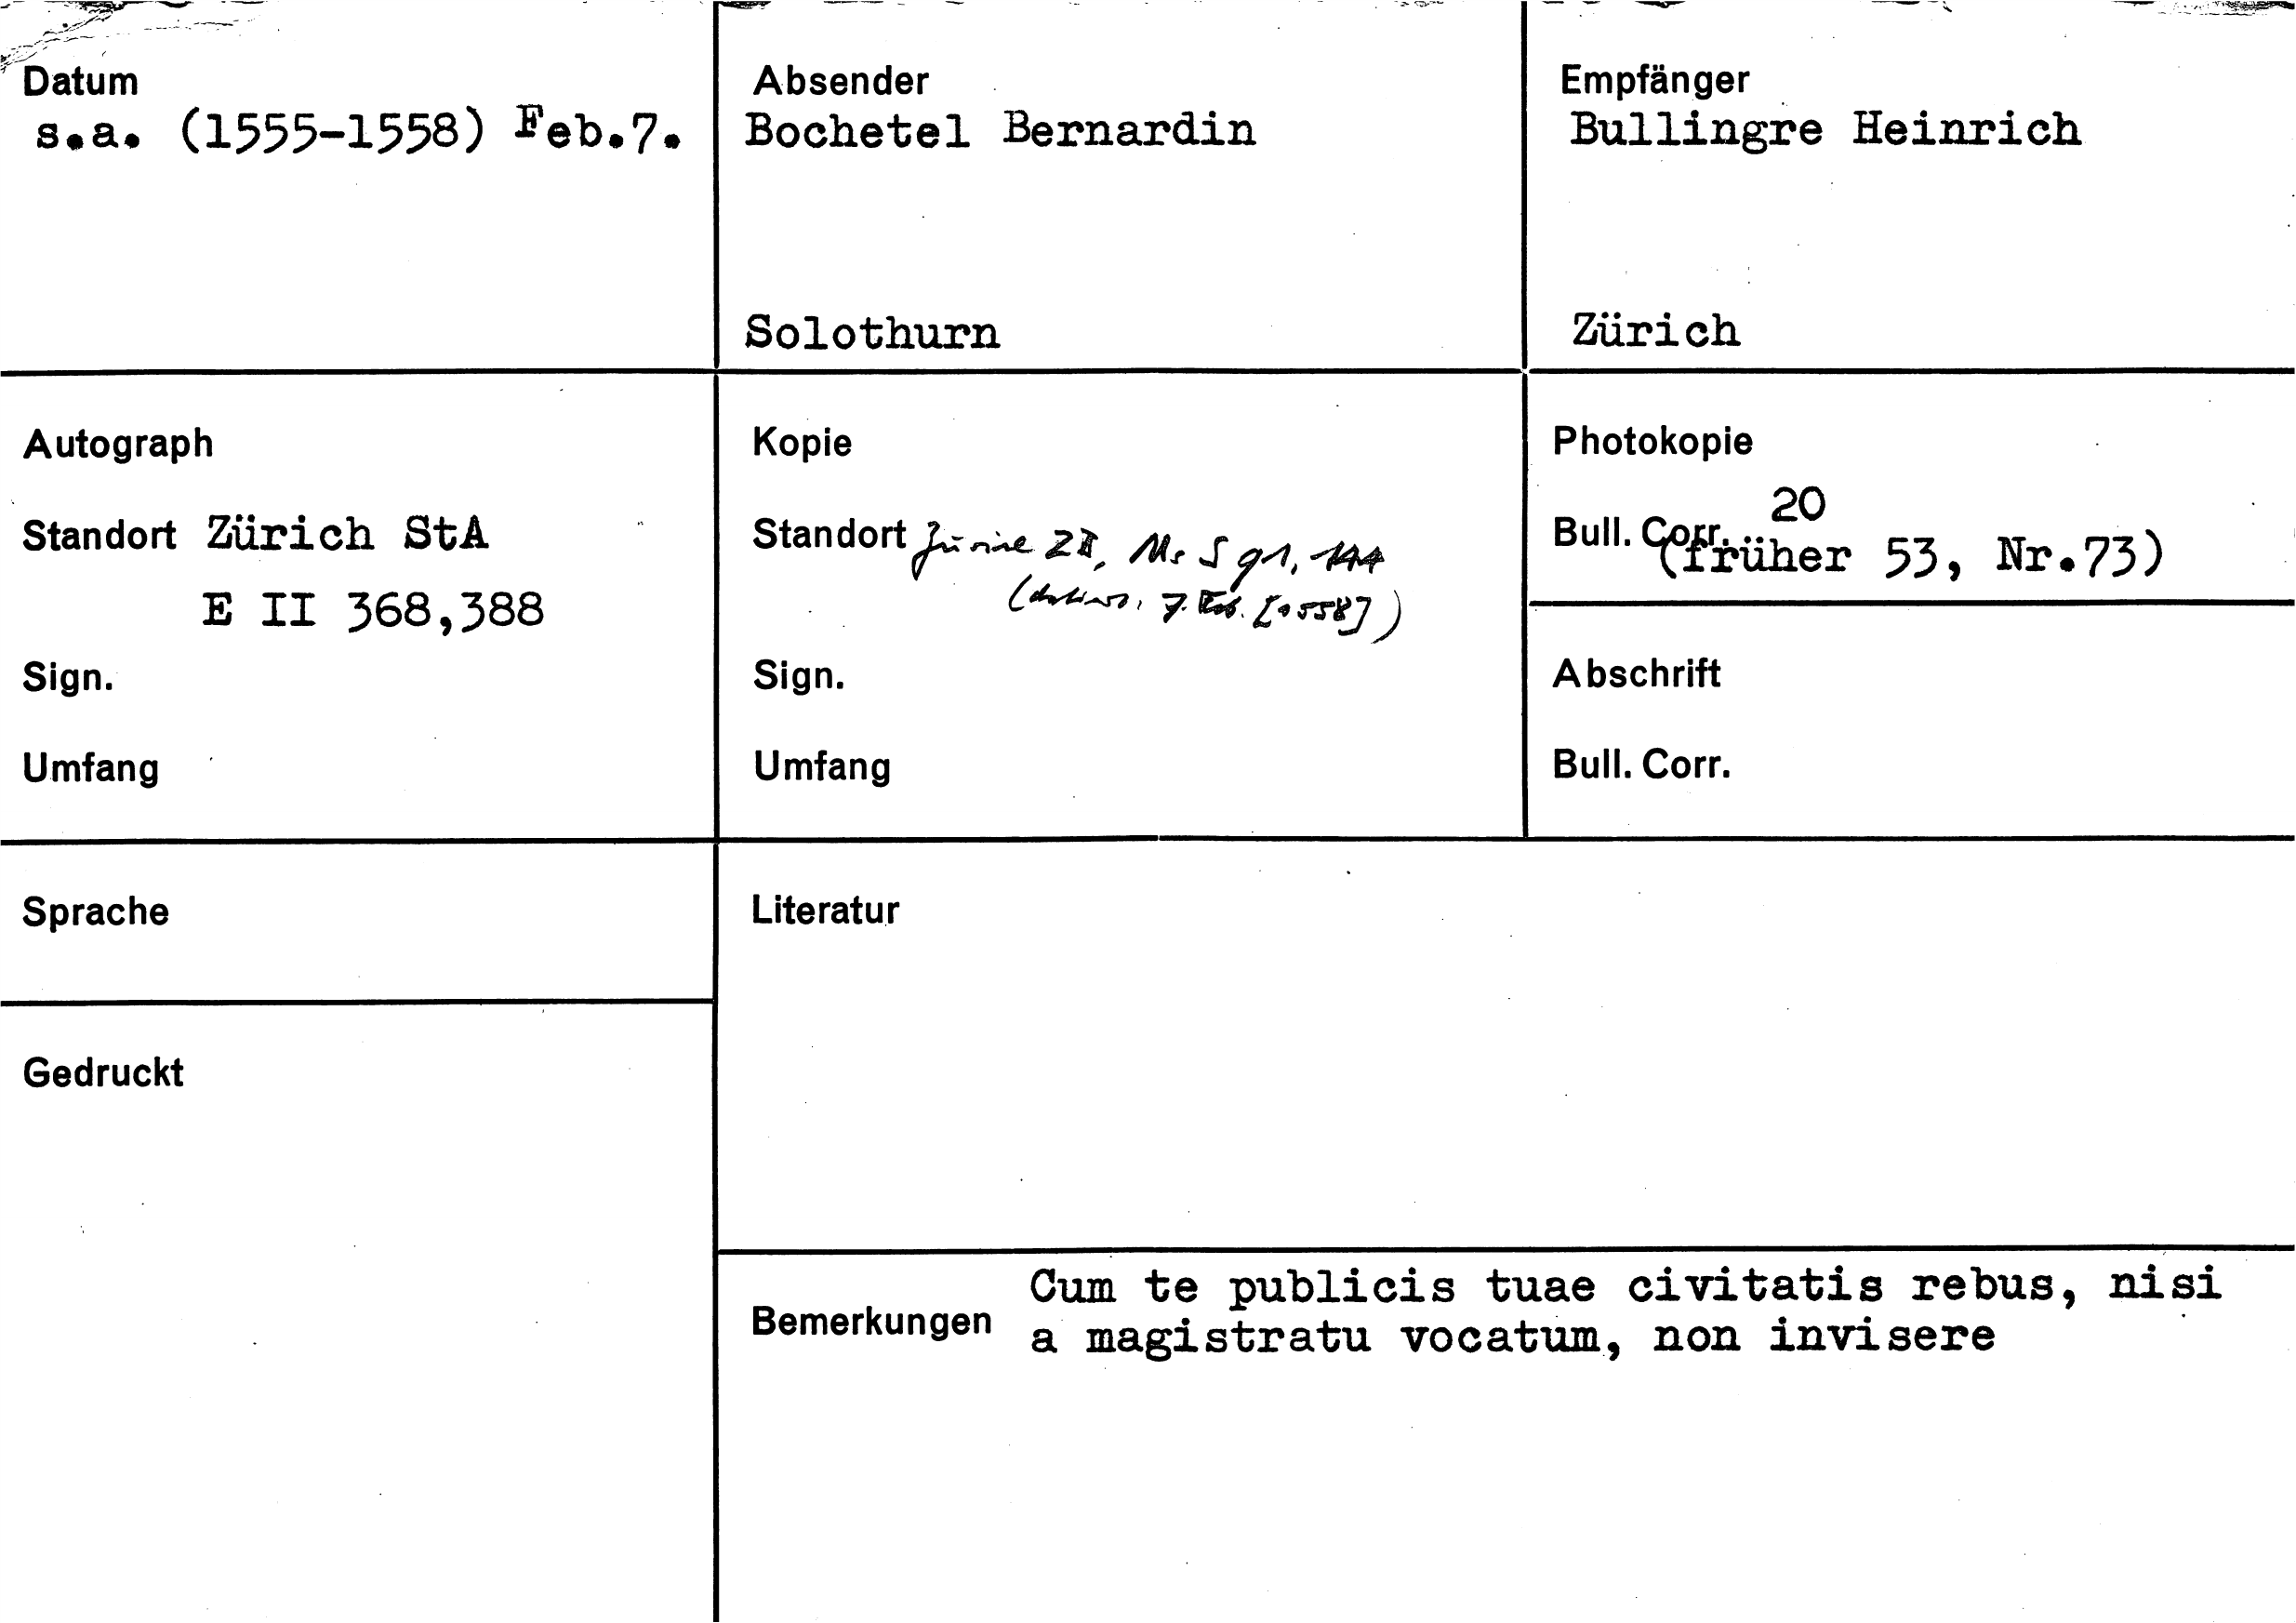 Datum
s.a. (1555-1558) Feb.7.
Absender
Bochetel Bernardin
Solothurn
Empfänger
Bullingre Heinrich
Zürich
Autograph
Standort Zürich StA
E II 368,388
Sign.
Umfang
Kopie
Standort Zürich ZB, Ms S 91, 144
(datiert, 7. Feb. [1558])
Sign.
Umfang
Photokopie
20
Bull. Corr. (früher 53, Nr.73)
Abschrift
Bull. Corr.
Sprache
Gedruckt
Literatur
Bemerkungen
Cum te publicis tuae civitatis rebus, nisi
a magistratu vocatum, non invisere